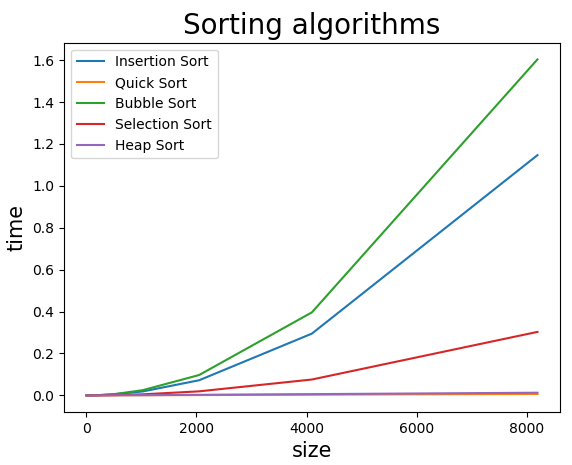 Sorting algorithms
Insertion Sort
Quick Sort
Bubble Sort
Selection Sort
Heap Sort
time
1.6
1.4
1.2
1.0
0.8
0.6
0.4
0.2
0.0
0 2000 4000 6000 8000
size